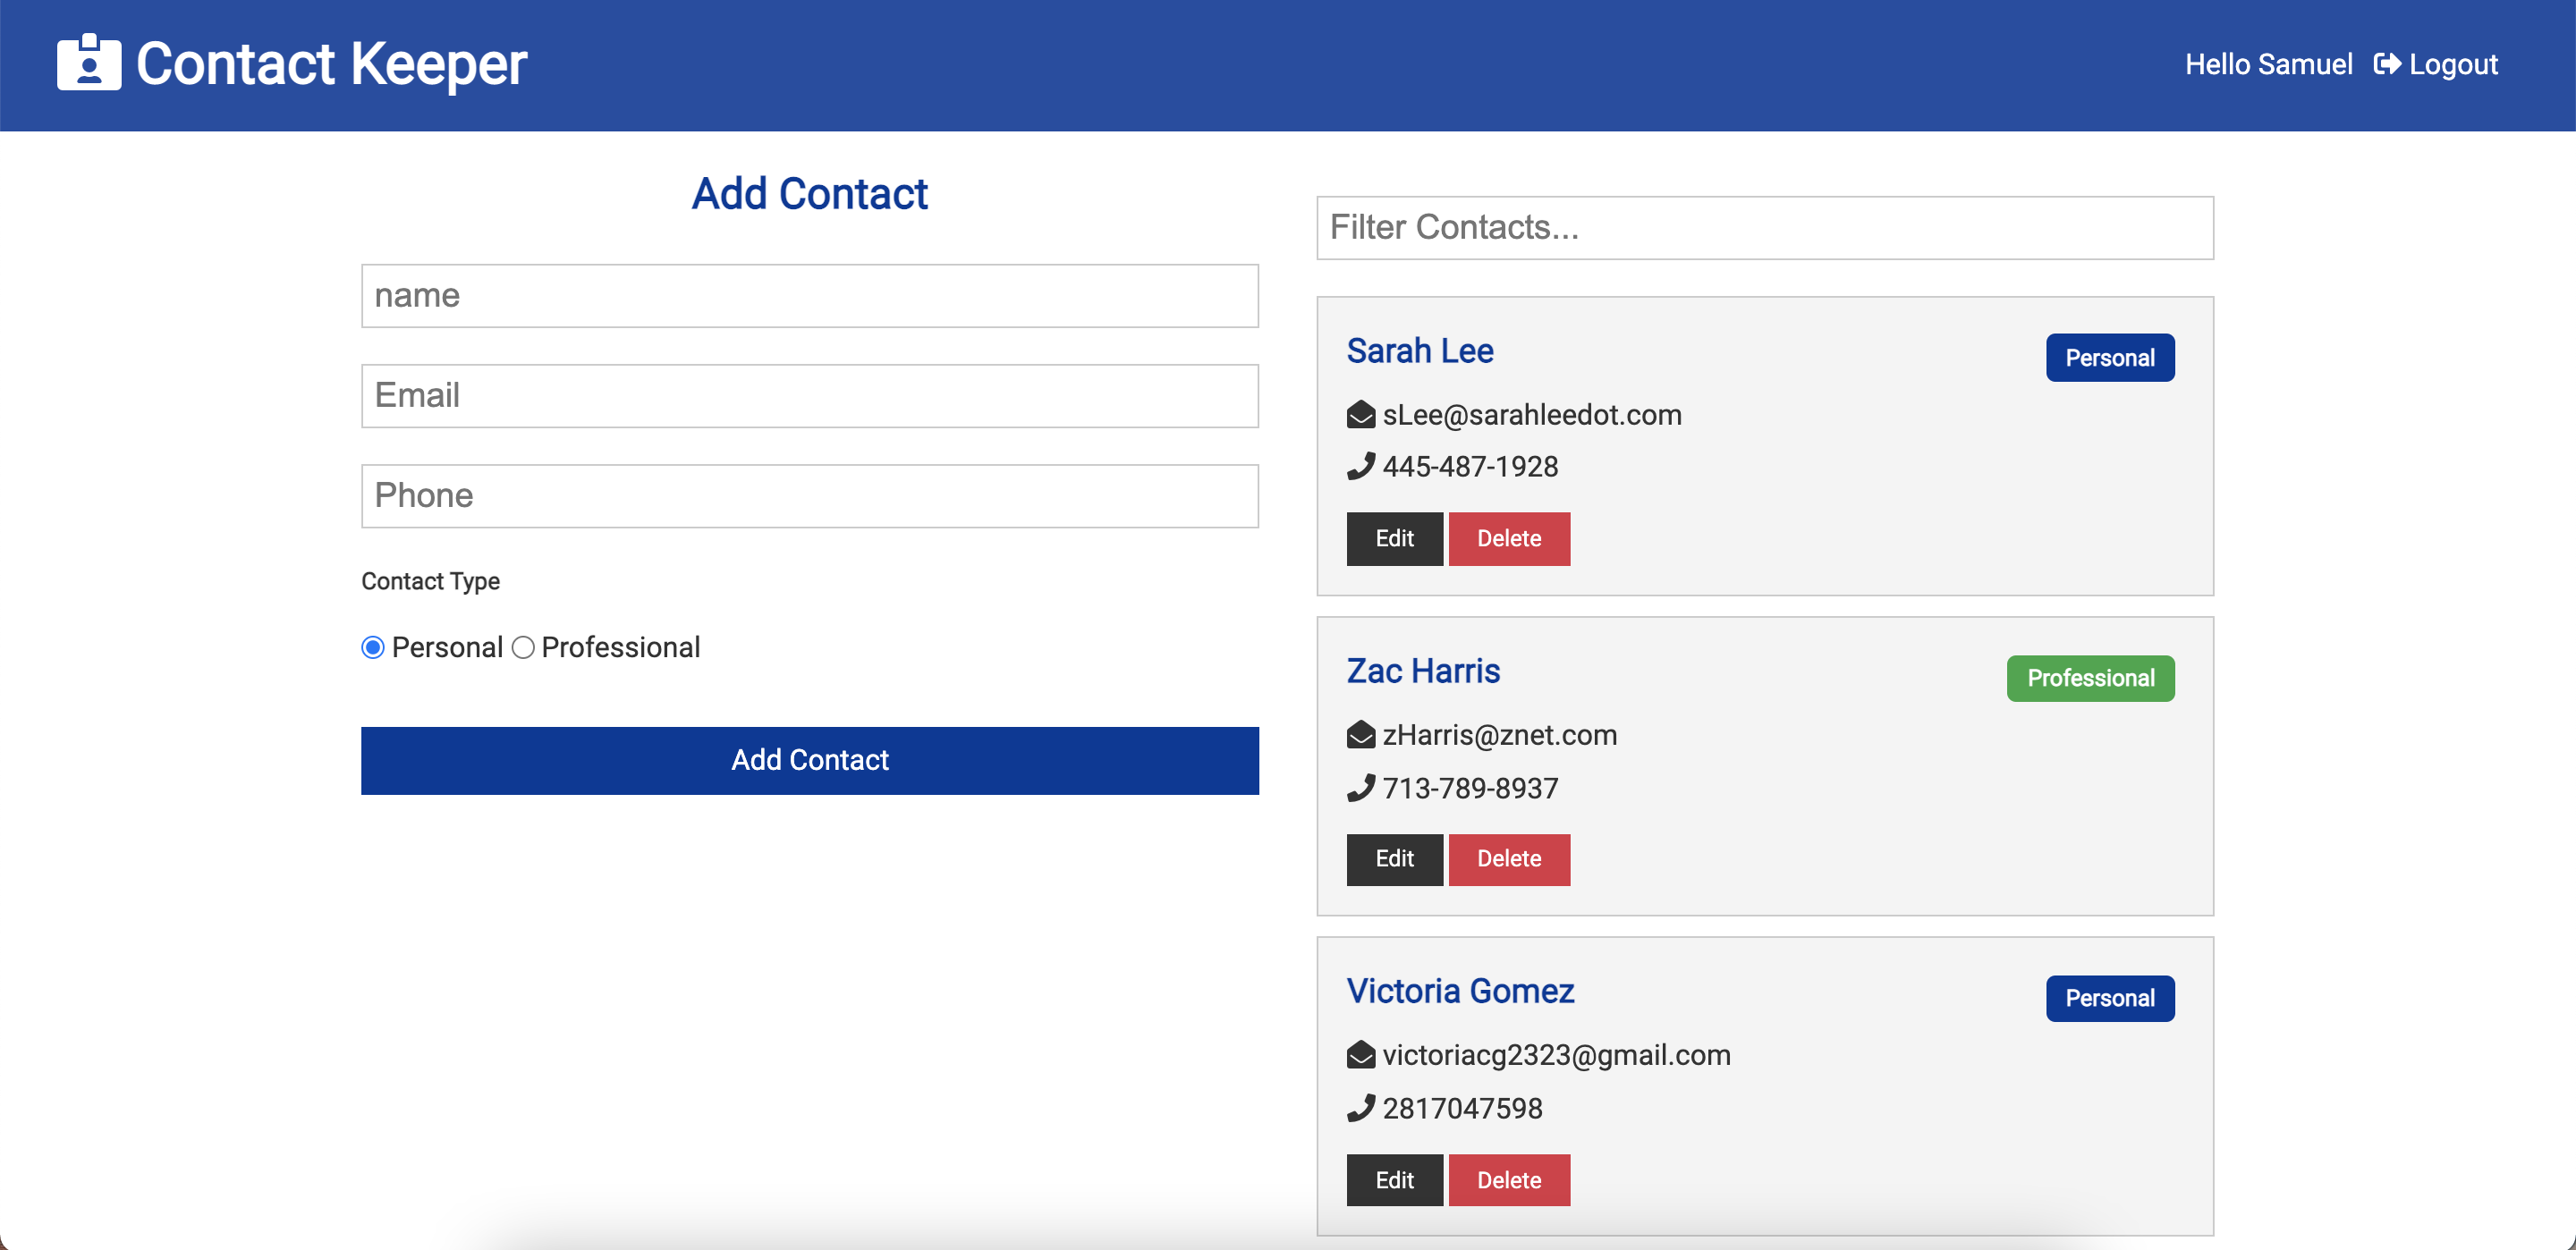 Contact Keeper
Hello Samuel Logout
Add Contact
name
Email
Phone
Contact Type
Personal Professional
Add Contact
Filter Contacts...
Sarah Lee
Personal
sLee@sarahleedot.com
445-487-1928
Edit Delete
Zac Harris
Professional
zHarris@znet.com
713-789-8937
Edit Delete
Victoria Gomez
Personal
victoriacg2323@gmail.com
2817047598
Edit Delete